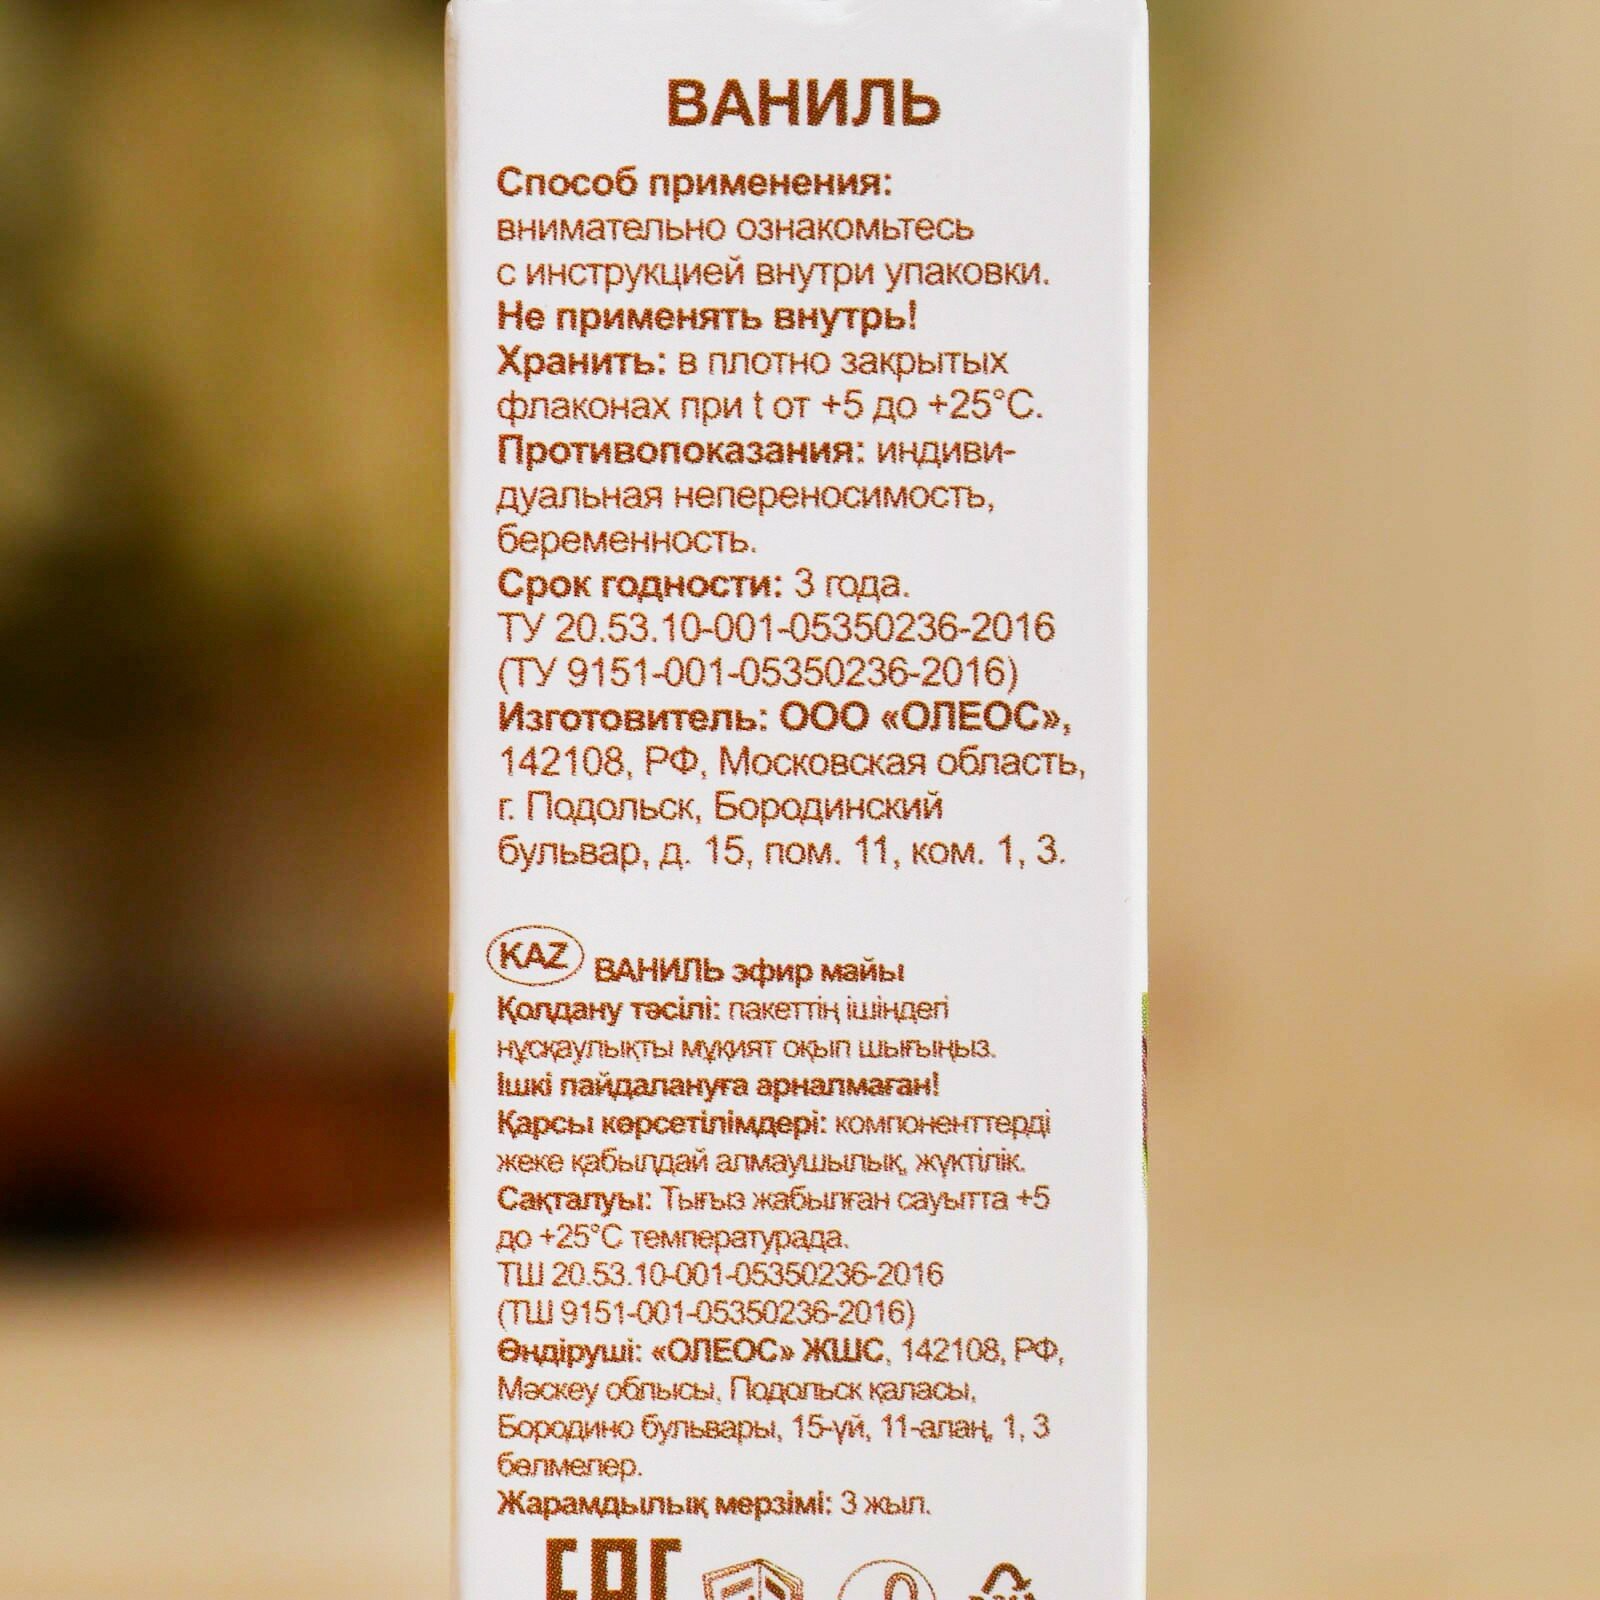 ВАНИЛЬ
Способ применения:
внимательно ознакомьтесь
с инструкцией внутри упаковки.
Не применять внутрь!
Хранить: в плотно закрытых
флаконах при t от +5 до +25°C.
Противопоказания: индиви-
дуальная непереносимость,
беременность.
Срок годности: 3 года.
ТУ 20.53.10-001-05350236-2016
(ТУ 9151-001-05350236-2016)
Изготовитель: ООО «ОЛЕОС»,
142108, РФ, Московская область,
г. Подольск, Бородинский
бульвар, д. 15, пом. 11, ком. 1, 3.
KAZ ВАНИЛЬ эфир майы
Қолдану тәсілі: пакеттің ішіндегі
нұсқаулықты мұқият оқып шығыңыз.
Ішкі пайдалануға арналмаған!
Қарсы көрсетілімдері: компоненттерді
жеке қабылдай алмаушылық, жүктілік.
Сақталуы: Тығыз жабылған сауытта +5
до +25°C температурада.
ТШ 20.53.10-001-05350236-2016
(ТШ 9151-001-05350236-2016)
Өндіруші: «ОЛЕОС» ЖШС, 142108, РФ,
Мәскеу облысы, Подольск қаласы,
Бородино бульвары, 15-үй, 11-алаң, 1, 3
бөлмелер.
Жарамдылық мерзімі: 3 жыл.
EAC